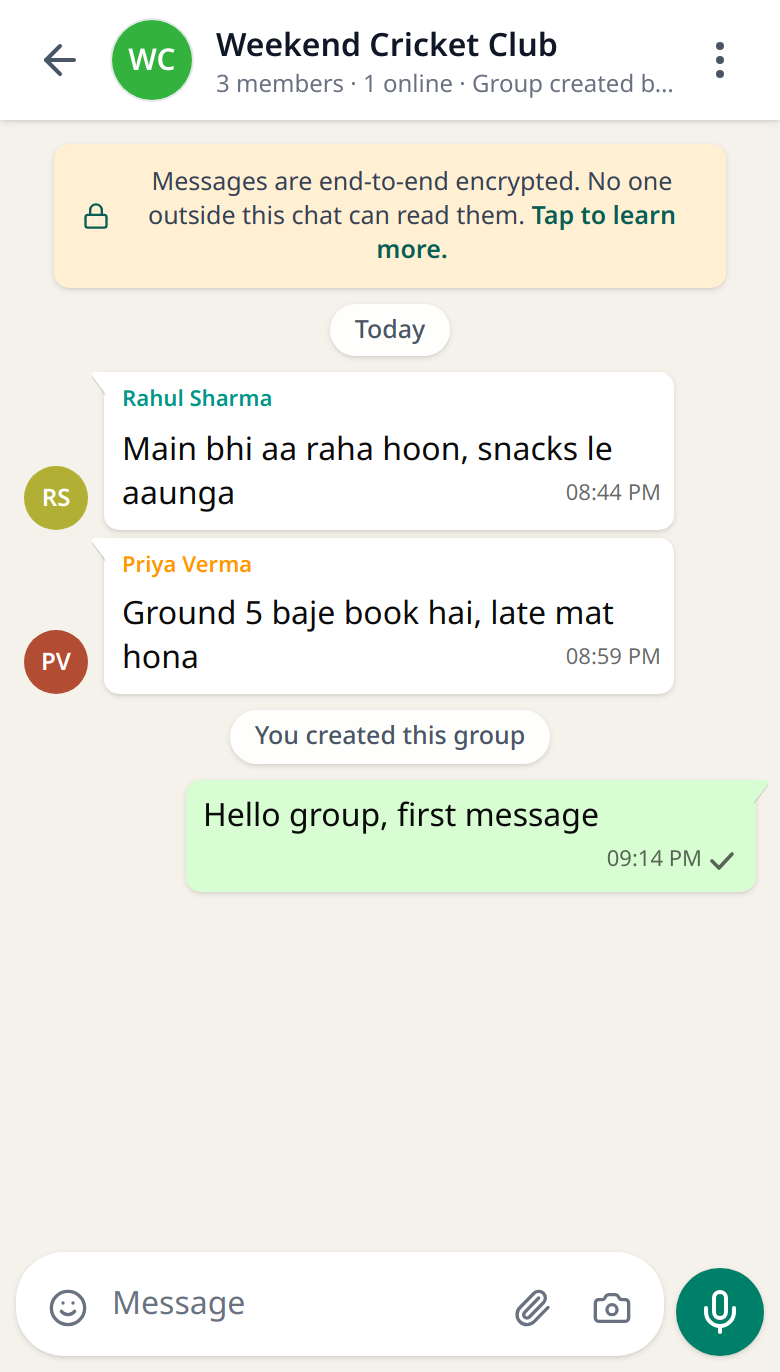 WC
Weekend Cricket Club
3 members · 1 online · Group created b...
Messages are end-to-end encrypted. No one
outside this chat can read them. Tap to learn
more.
Today
Rahul Sharma
Main bhi aa raha hoon, snacks le
aaunga
08:44 PM
RS
Priya Verma
Ground 5 baje book hai, late mat
hona
08:59 PM
PV
You created this group
Hello group, first message
09:14 PM
Message